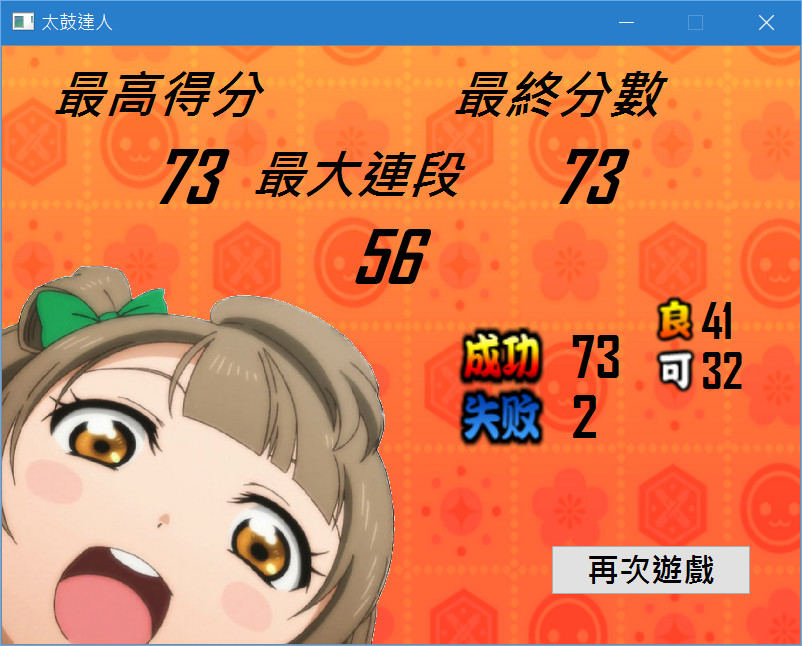 太鼓達人
最高得分
最終分數
73
最大連段
73
56
成功 73
失败 2
良 41
可 32
再次遊戲